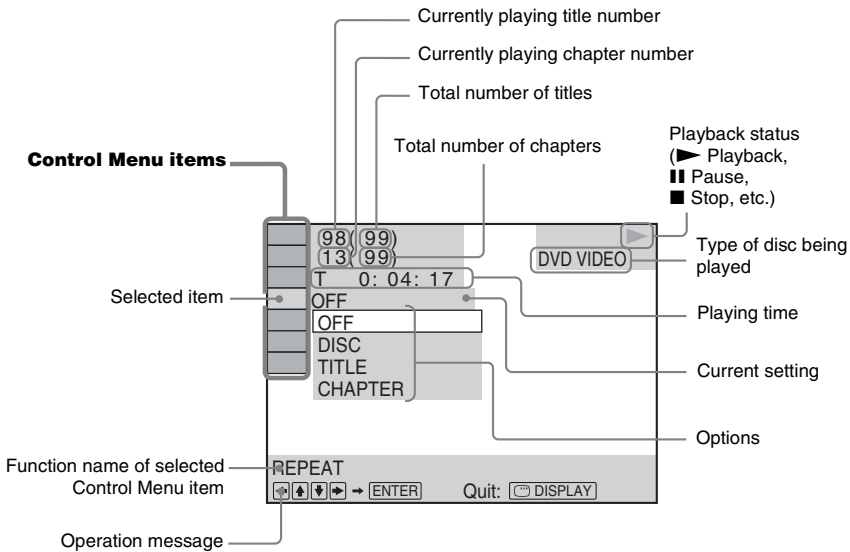 Currently playing title number
Currently playing chapter number
Total number of titles
Total number of chapters
Playback status
(► Playback,
❚❚ Pause,
■ Stop, etc.)
Control Menu items
98( 99)
13( 99)
DVD VIDEO
Type of disc being
played
T 0: 04: 17
Playing time
Selected item
OFF
OFF
DISC
TITLE
CHAPTER
Current setting
Options
Function name of selected
Control Menu item
REPEAT
←↑↓→ → ENTER Quit: DISPLAY
Operation message